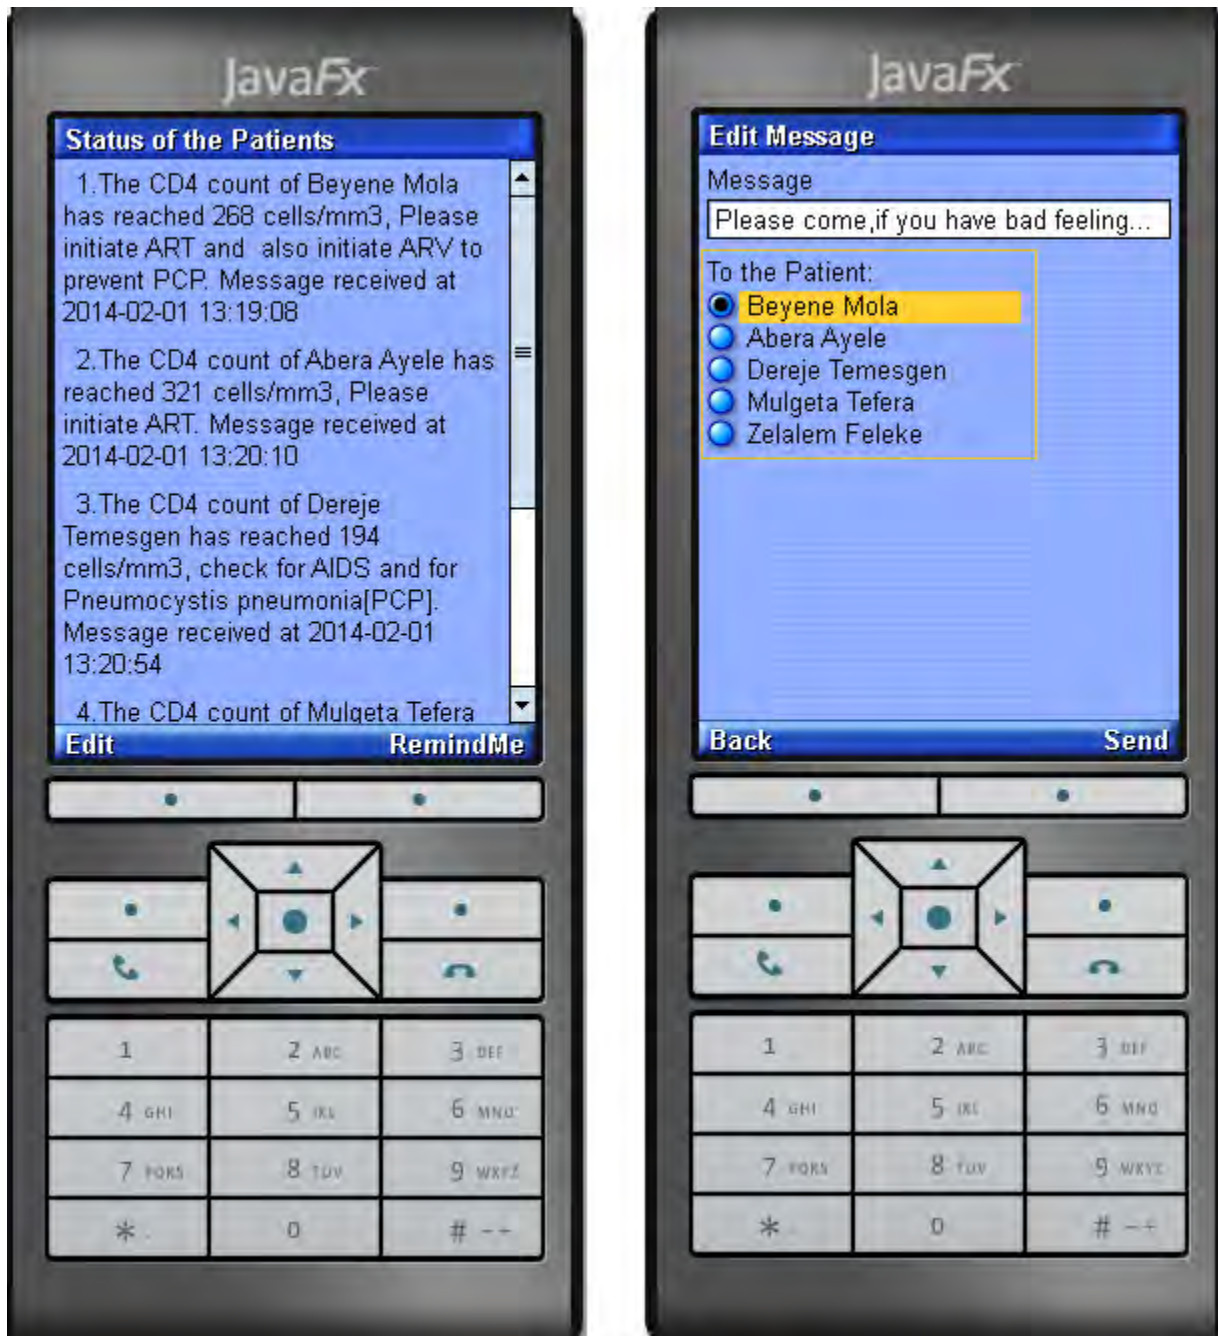 JavaFx
Status of the Patients
1.The CD4 count of Beyene Mola
has reached 268 cells/mm3, Please
initiate ART and  also initiate ARV to
prevent PCP. Message received at
2014-02-01 13:19:08
2.The CD4 count of Abera Ayele has
reached 321 cells/mm3, Please
initiate ART. Message received at
2014-02-01 13:20:10
3.The CD4 count of Dereje
Temesgen has reached 194
cells/mm3, check for AIDS and for
Pneumocystis pneumonia[PCP].
Message received at 2014-02-01
13:20:54
4.The CD4 count of Mulgeta Tefera
Edit RemindMe
1 2 ABC 3 DEF
4 GHI 5 JKL 6 MNO
7 PQRS 8 TUV 9 WXYZ
* 0 # -+
JavaFx
Edit Message
Message
Please come,if you have bad feeling...
To the Patient:
Beyene Mola
Abera Ayele
Dereje Temesgen
Mulgeta Tefera
Zelalem Feleke
Back Send
1 2 ABC 3 DEF
4 GHI 5 JKL 6 MNO
7 PQRS 8 TUV 9 WXYZ
* 0 # -+